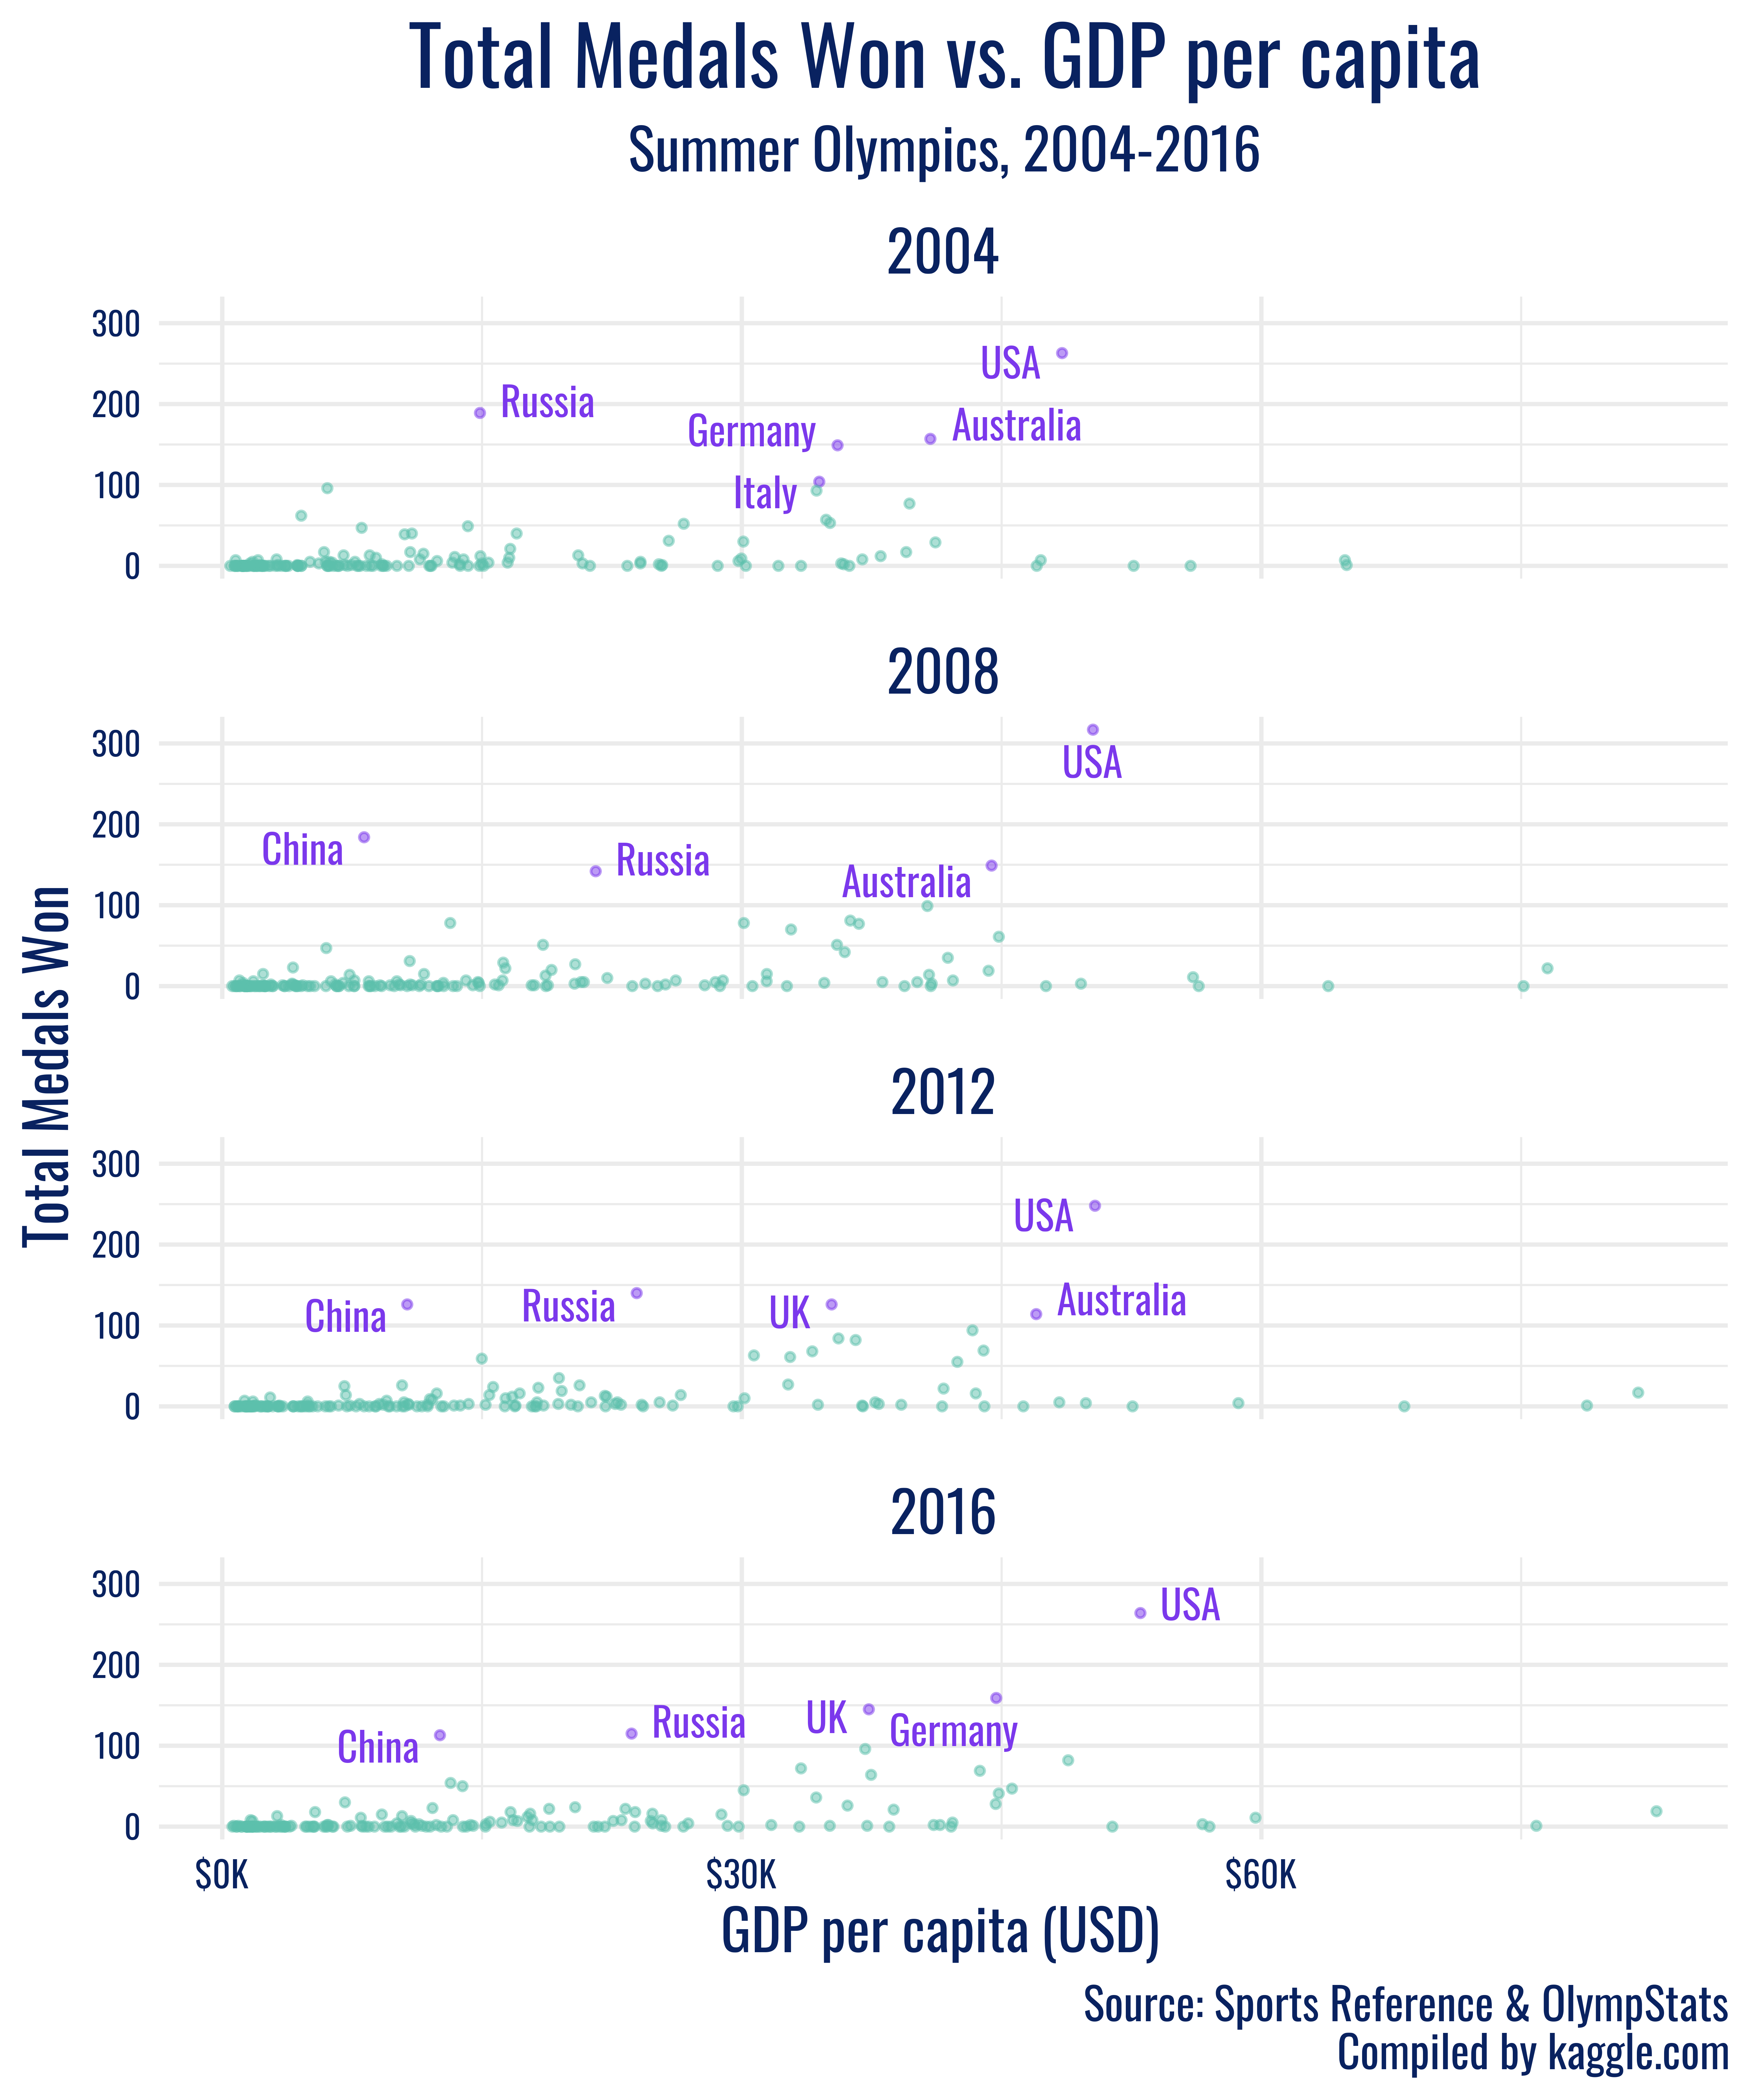 Total Medals Won vs. GDP per capita
Summer Olympics, 2004-2016
Total Medals Won
2004
300
200
100
0
USA
Russia
Germany
Australia
Italy
2008
300
200
100
0
USA
China
Russia
Australia
2012
300
200
100
0
USA
China
Russia
UK
Australia
2016
300
200
100
0
USA
China
Russia
UK
Germany
$0K
$30K
$60K
GDP per capita (USD)
Source: Sports Reference & OlympStats
Compiled by kaggle.com